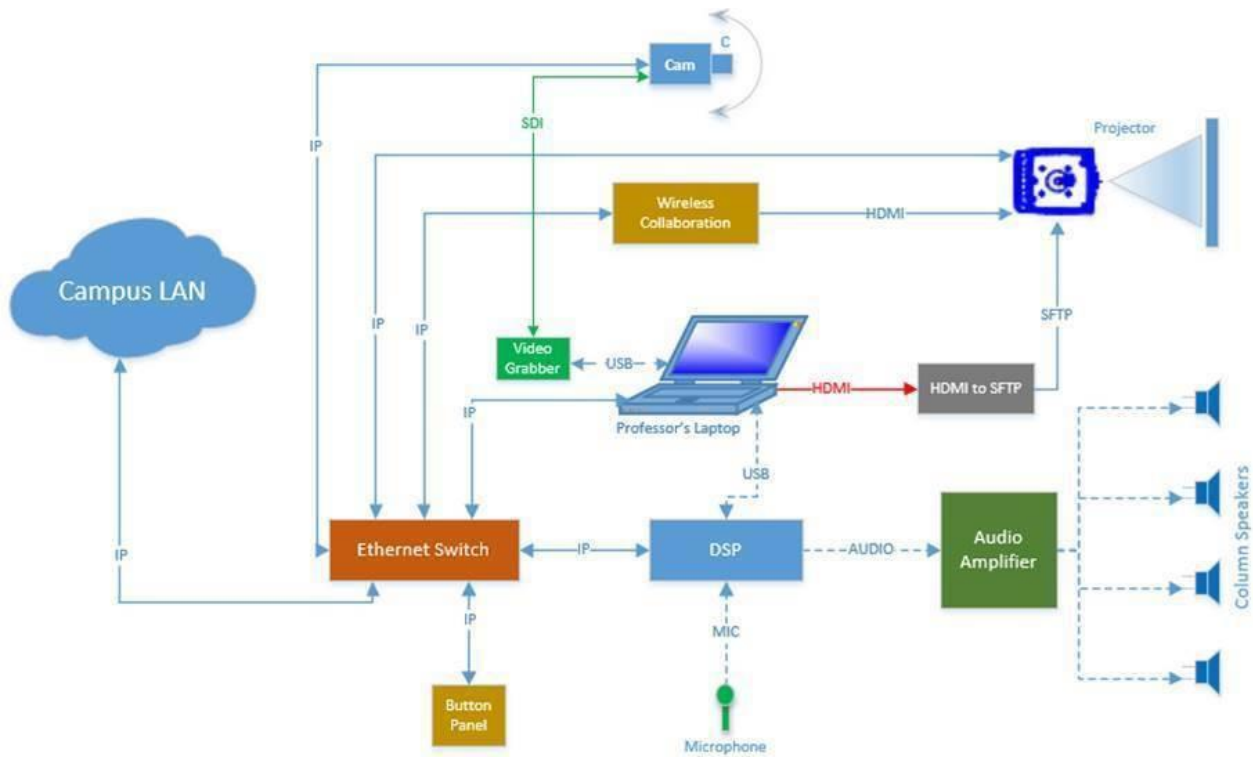 C
Cam
SDI
IP
Projector
Wireless
Collaboration
HDMI
Campus LAN
IP
IP
SFTP
Video
Grabber
USB
HDMI
HDMI to SFTP
IP
Professor's Laptop
USB
Column Speakers
Ethernet Switch
IP
DSP
AUDIO
Audio
Amplifier
IP
IP
MIC
Button
Panel
Microphone